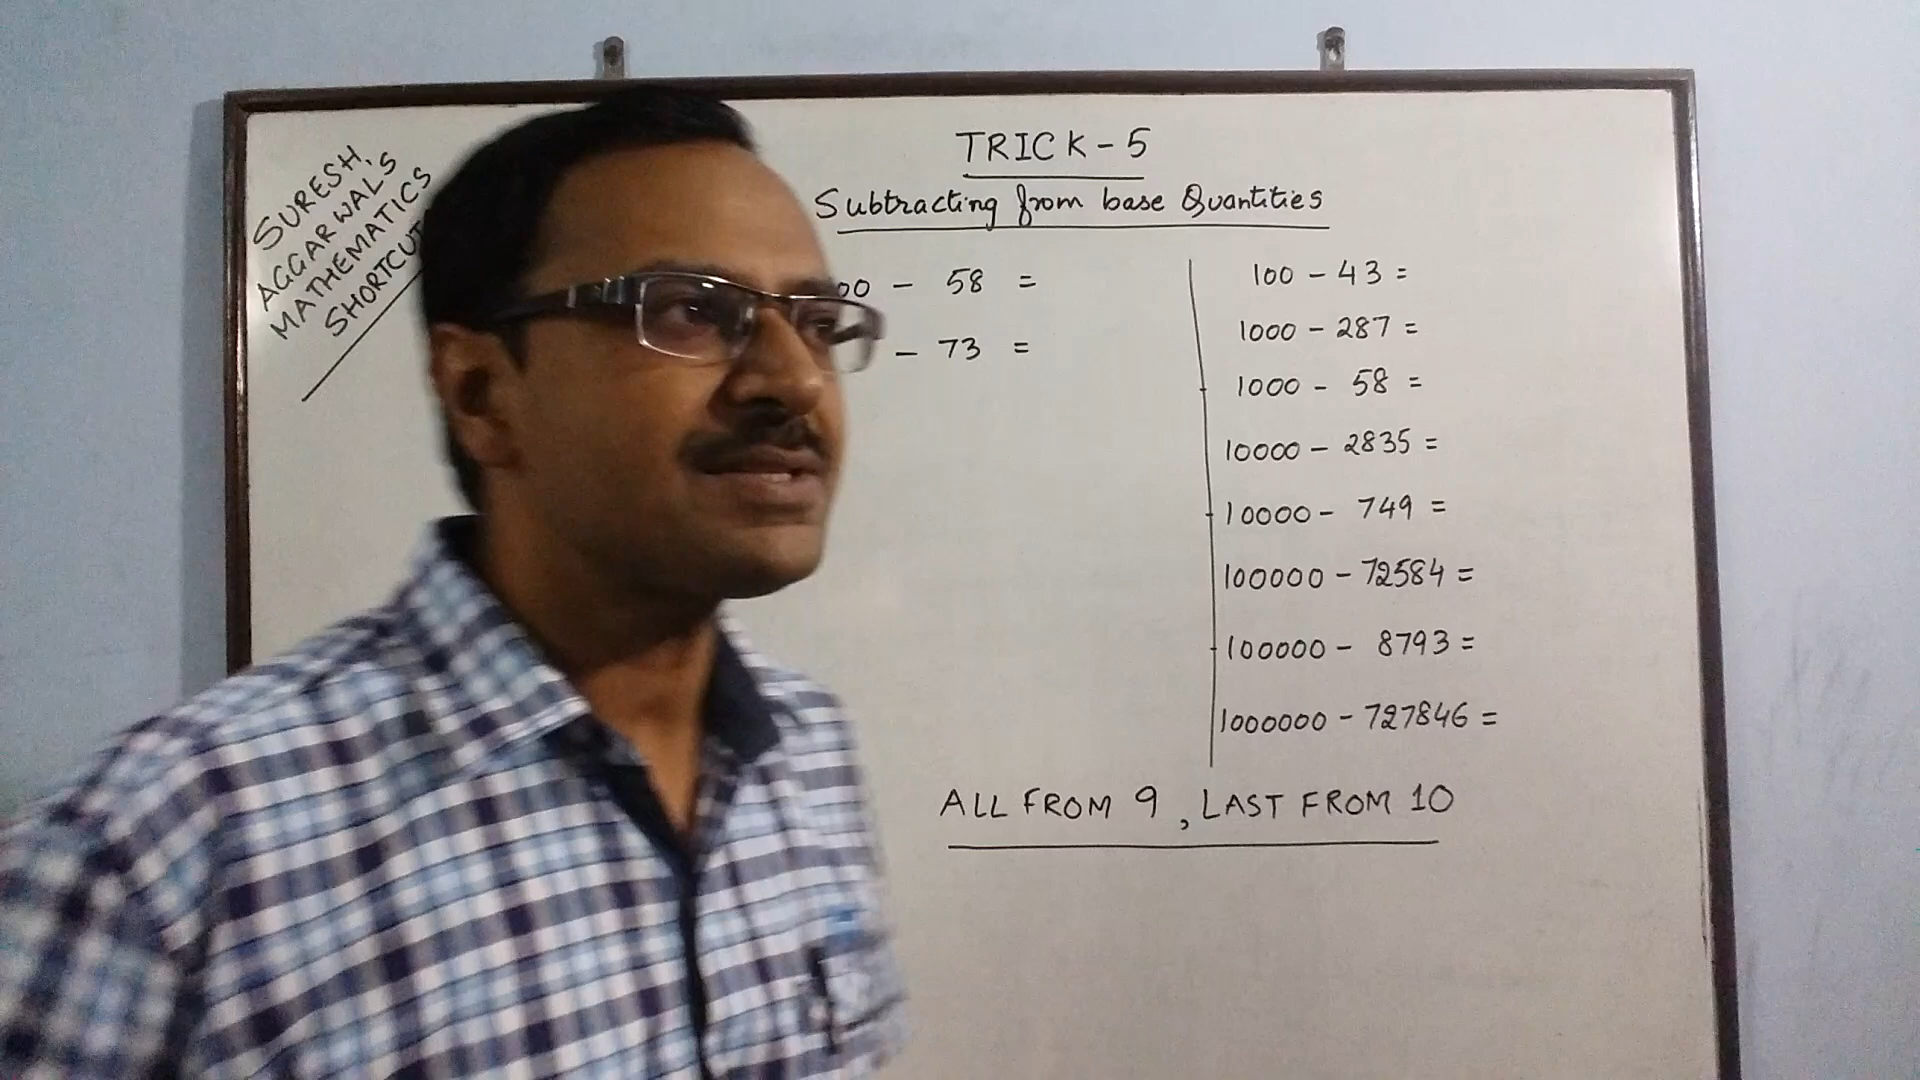 SURESH
AGGARWAL'S
MATHEMATICS
TRICK-5
Subtracting from base Quantities
- 58 =
- 73 =
100 - 43 =
1000 - 287 =
1000 - 58 =
10000 - 2835 =
10000 - 749 =
100000 - 72584 =
100000 - 8793 =
1000000 - 727846 =
ALL FROM 9, LAST FROM 10